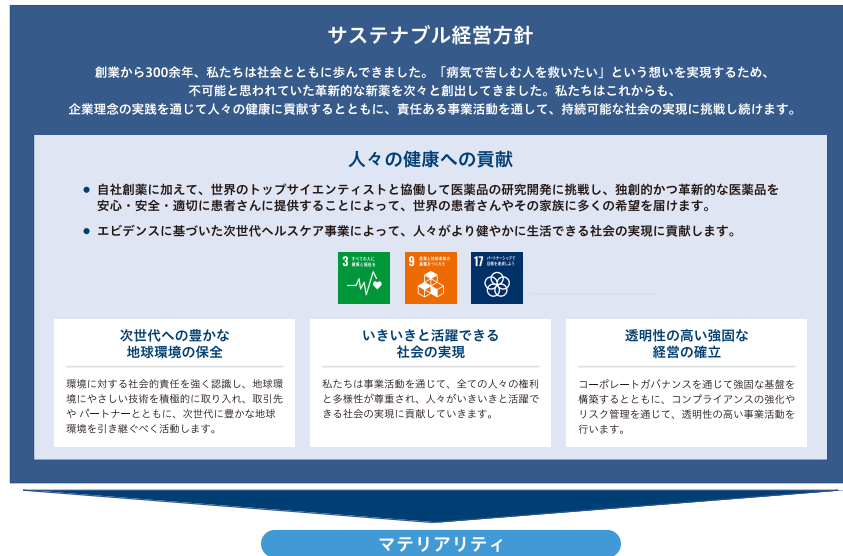 サステナブル経営方針
創業から300余年、私たちは社会とともに歩んできました。「病気で苦しむ人を救いたい」という想いを実現するため、
不可能と思われていた革新的な新薬を次々と創出してきました。私たちはこれからも、
企業理念の実践を通じて人々の健康に貢献するとともに、責任ある事業活動を通して、持続可能な社会の実現に挑戦し続けます。
人々の健康への貢献
● 自社創薬に加えて、世界のトップサイエンティストと協働して医薬品の研究開発に挑戦し、独創的かつ革新的な医薬品を
安心・安全・適切に患者さんに提供することによって、世界の患者さんやその家族に多くの希望を届けます。
● エビデンスに基づいた次世代ヘルスケア事業によって、人々がより健やかに生活できる社会の実現に貢献します。
3 すべての人に
健康と福祉を
9 産業と技術革新の
基盤をつくろう
17 パートナーシップで
目標を達成しよう
次世代への豊かな
地球環境の保全
環境に対する社会的責任を強く認識し、地球環
境にやさしい技術を積極的に取り入れ、取引先
や パートナーとともに、次世代に豊かな地球
環境を引き継ぐべく活動します。
いきいきと活躍できる
社会の実現
私たちは事業活動を通じて、全ての人々の権利
と多様性が尊重され、人々がいきいきと活躍で
きる社会の実現に貢献していきます。
透明性の高い強固な
経営の確立
コーポレートガバナンスを通じて強固な基盤を
構築するとともに、コンプライアンスの強化や
リスク管理を通じて、透明性の高い事業活動を
行います。
マテリアリティ